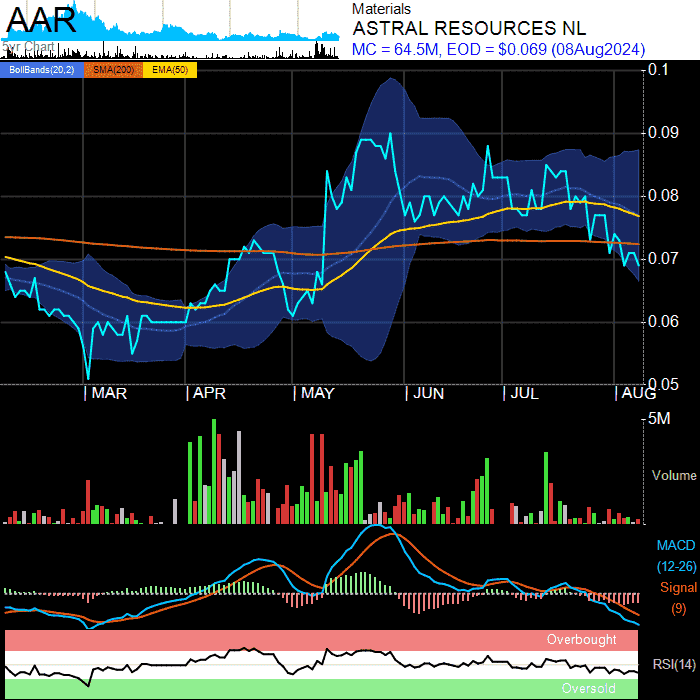 AAR
Materials
ASTRAL RESOURCES NL
5yr Chart
MC = 64.5M, EOD = $0.069 (08Aug2024)
BollBands(20,2) SMA(200) EMA(50)
0.1
0.09
0.08
0.07
0.06
0.05
MAR APR MAY JUN JUL AUG
5M
Volume
MACD
(12-26)
Signal
(9)
Overbought
RSI(14)
Oversold